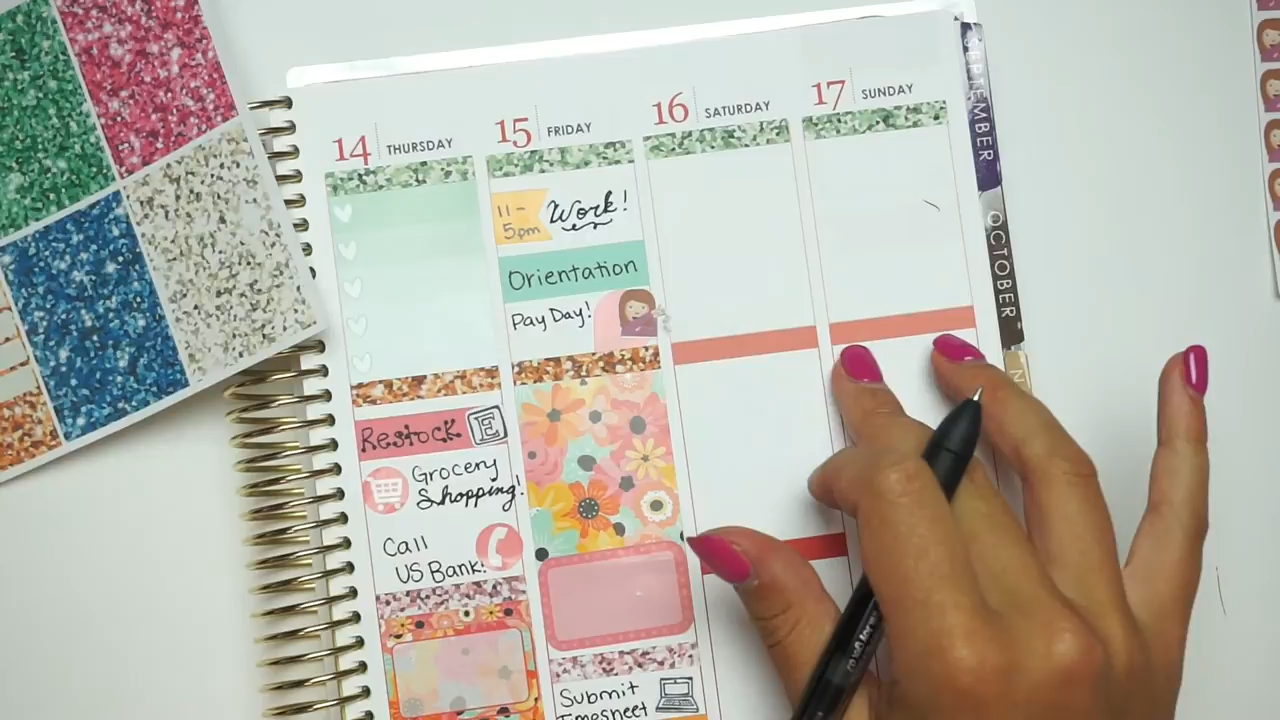 14 THURSDAY
15 FRIDAY
16 SATURDAY
17 SUNDAY
SEPTEMBER
OCTOBER
11-
5pm
Work!
Orientation
Pay Day!
Restock E
Grocery
Shopping!
Call
US Bank!
Submit
Timesheet
N